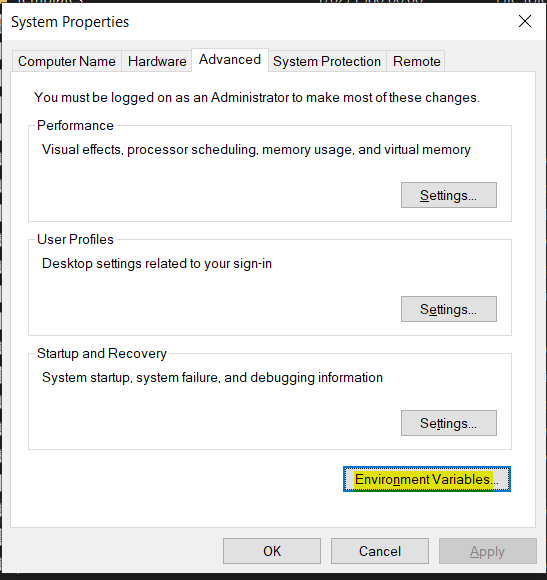 System Properties
Computer Name Hardware Advanced System Protection Remote
You must be logged on as an Administrator to make most of these changes.
Performance
Visual effects, processor scheduling, memory usage, and virtual memory
Settings...
User Profiles
Desktop settings related to your sign-in
Settings...
Startup and Recovery
System startup, system failure, and debugging information
Settings...
Environment Variables...
OK Cancel Apply